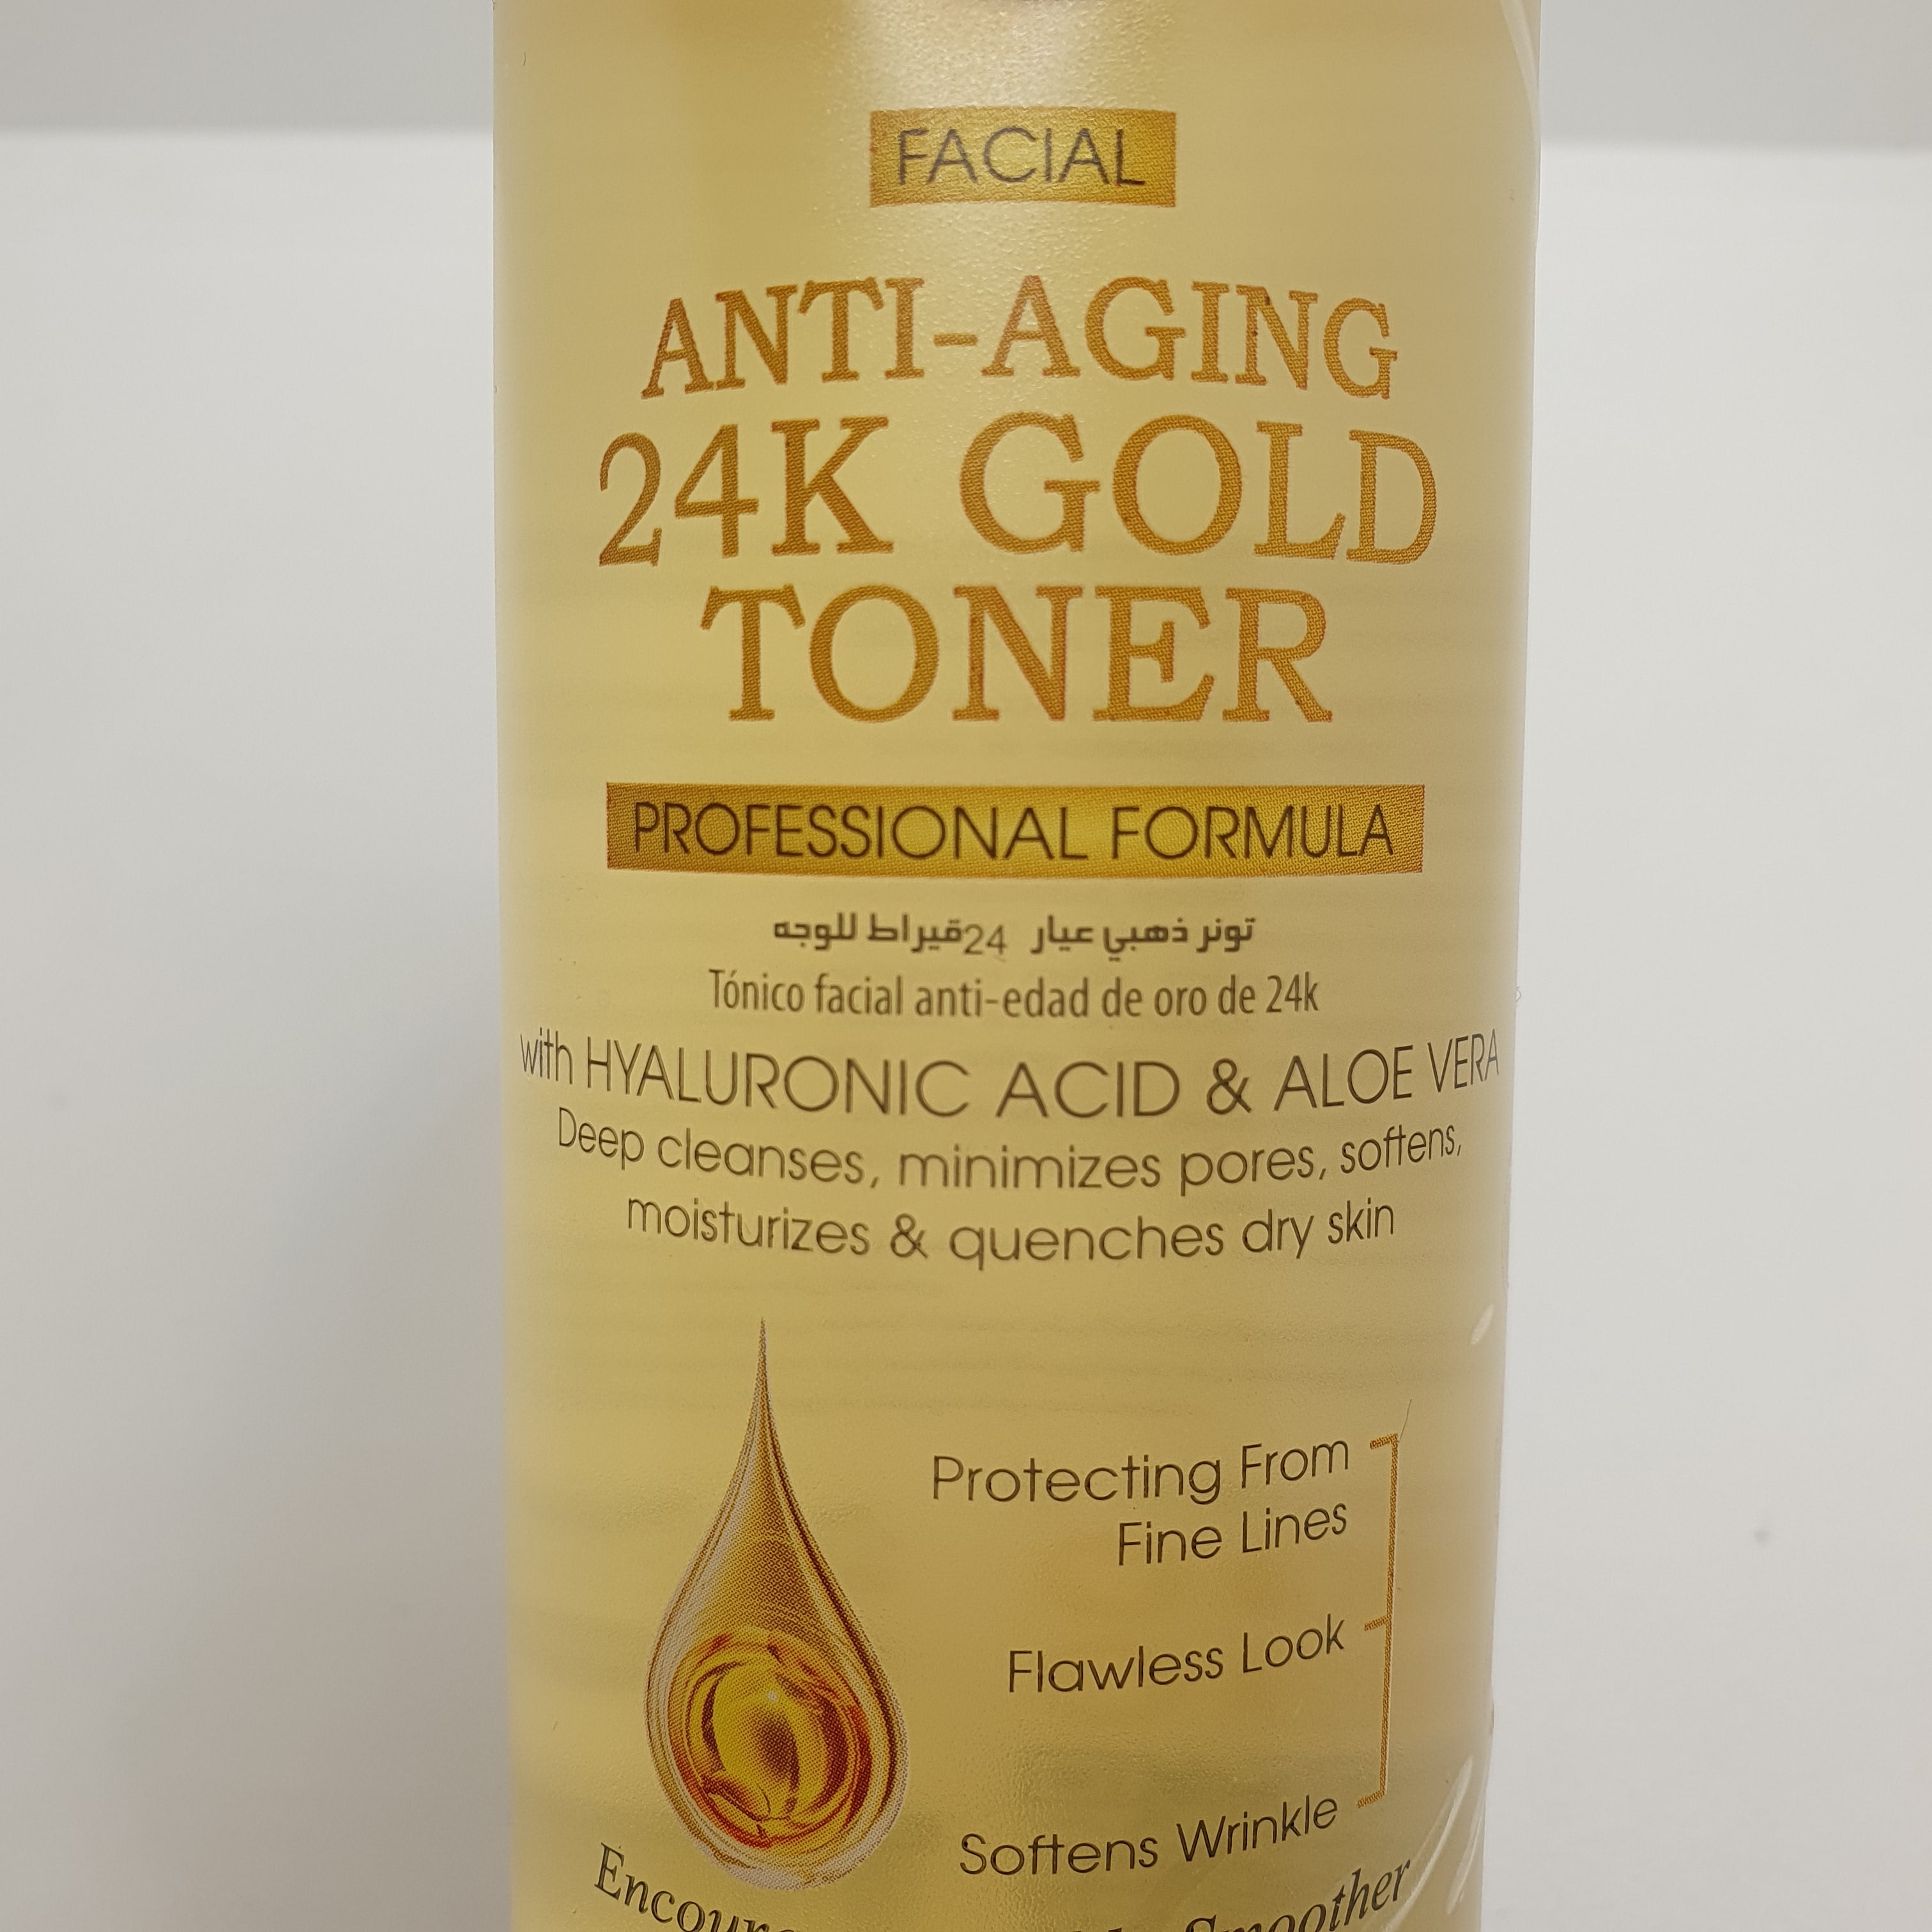 FACIAL
ANTI-AGING
24K GOLD
TONER
PROFESSIONAL FORMULA
تونر ذهبي عيار 24قيراط للوجه
Tónico facial anti-edad de oro de 24k
with HYALURONIC ACID & ALOE VERA
Deep cleanses, minimizes pores, softens,
moisturizes & quenches dry skin
Protecting From
Fine Lines
Flawless Look
Softens Wrinkle
Smoother